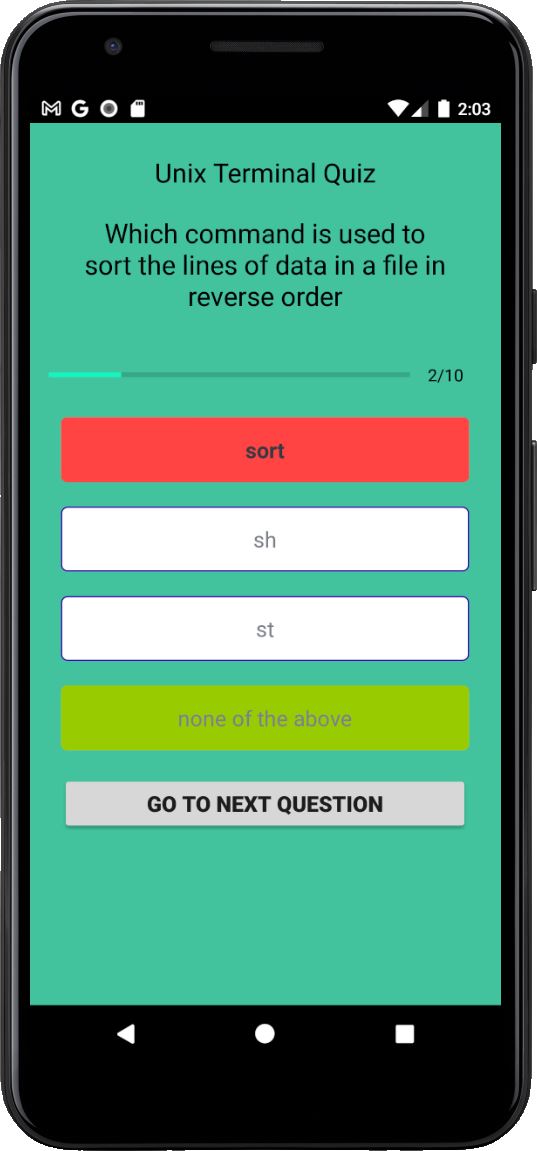 2:03
Unix Terminal Quiz
Which command is used to
sort the lines of data in a file in
reverse order
2/10
sort
sh
st
none of the above
GO TO NEXT QUESTION